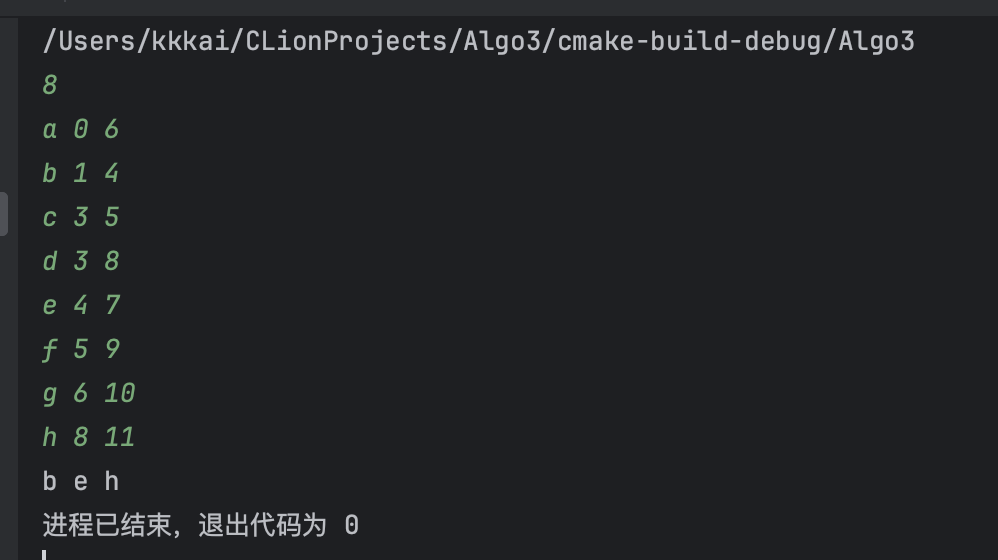 /Users/kkkai/CLionProjects/Algo3/cmake-build-debug/Algo3
8
a 0 6
b 1 4
c 3 5
d 3 8
e 4 7
f 5 9
g 6 10
h 8 11
b e h
进程已结束，退出代码为 0